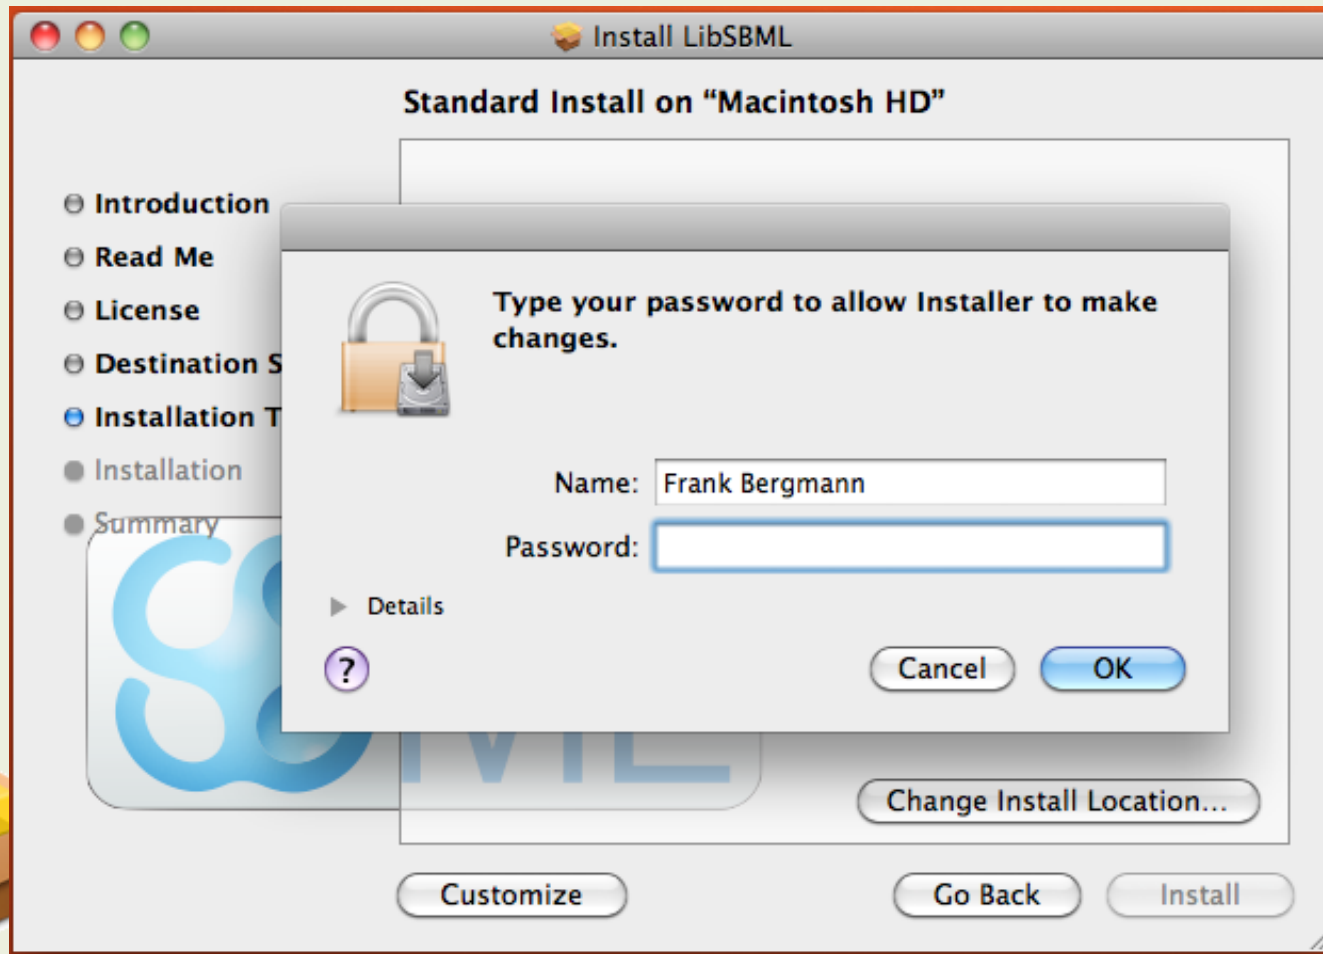 Install LibSBML
Standard Install on “Macintosh HD”
Introduction
Read Me
License
Destination S
Installation T
Installation
Summary
Type your password to allow Installer to make
changes.
Name: Frank Bergmann
Password:
Details
?
Cancel OK
Change Install Location...
Customize Go Back Install